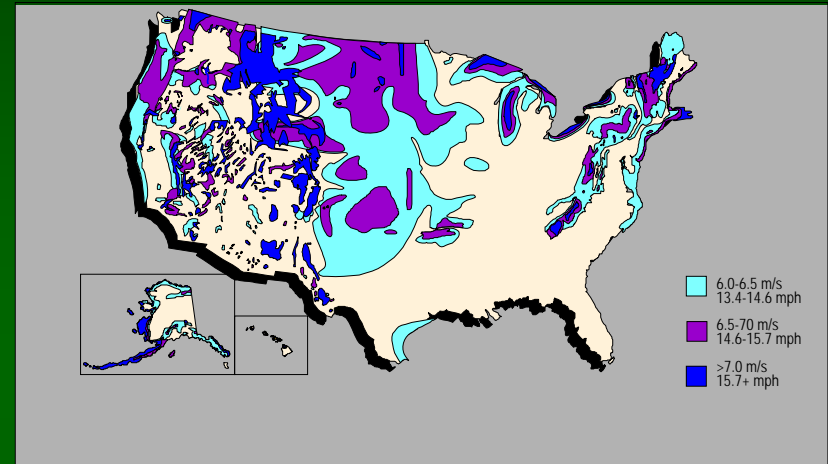 6.0-6.5 m/s
13.4-14.6 mph
6.5-70 m/s
14.6-15.7 mph
>7.0 m/s
15.7+ mph